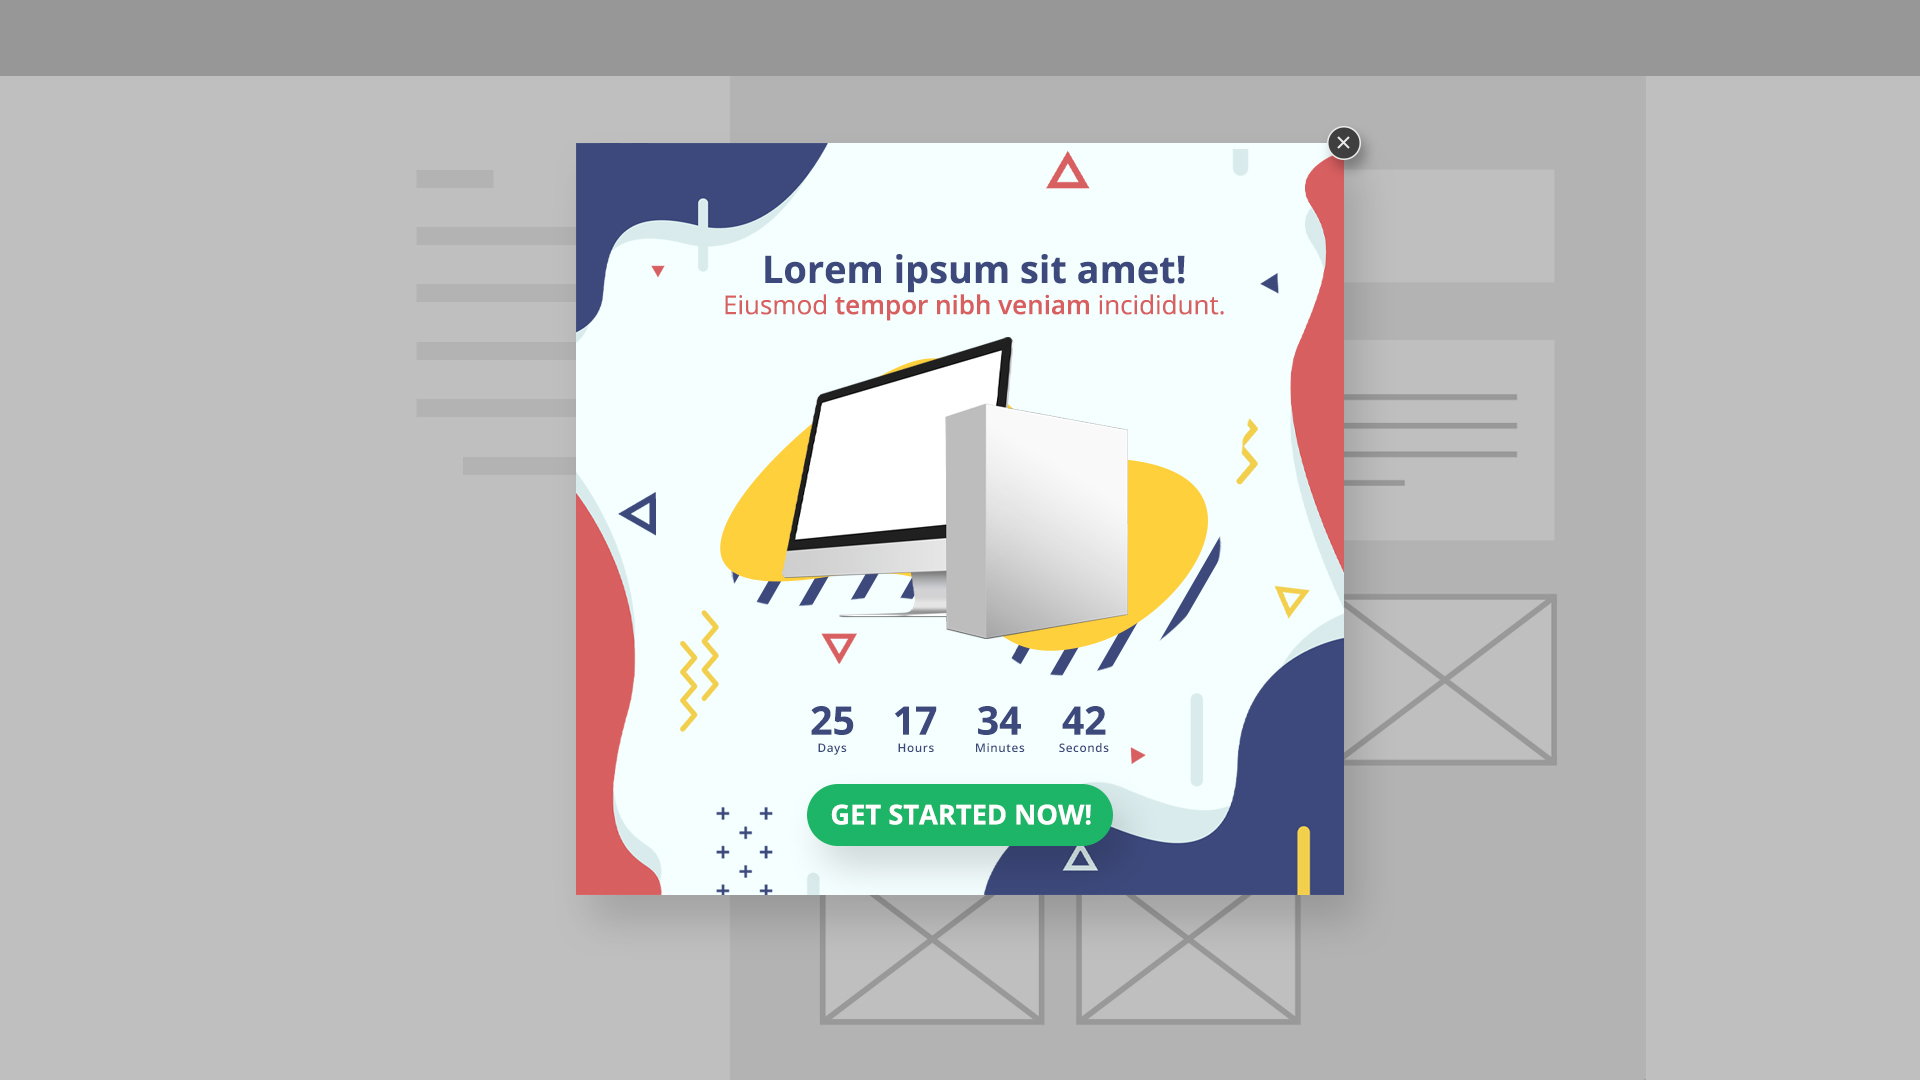 Lorem ipsum sit amet!
Eiusmod tempor nibh veniam incididunt.
25 17 34 42
Days Hours Minutes Seconds
GET STARTED NOW!